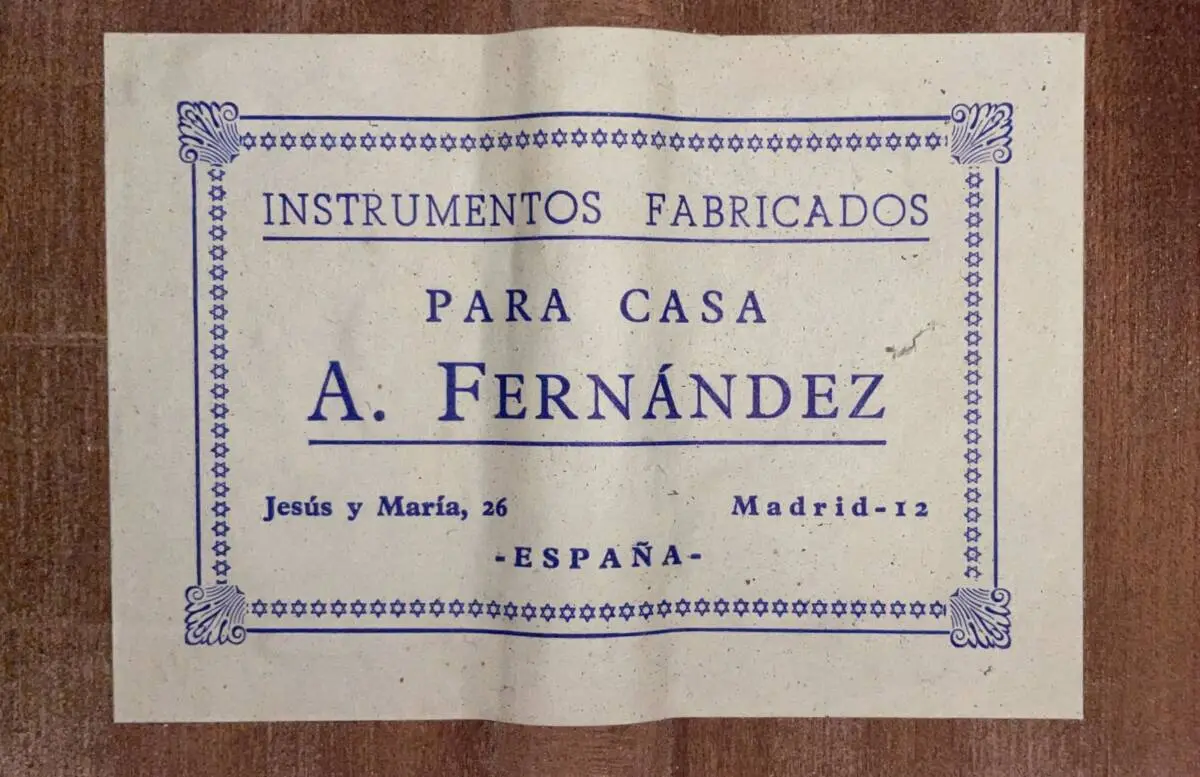 INSTRUMENTOS FABRICADOS
PARA CASA
A. FERNÁNDEZ
Jesús y María, 26 Madrid-12
-ESPAÑA-